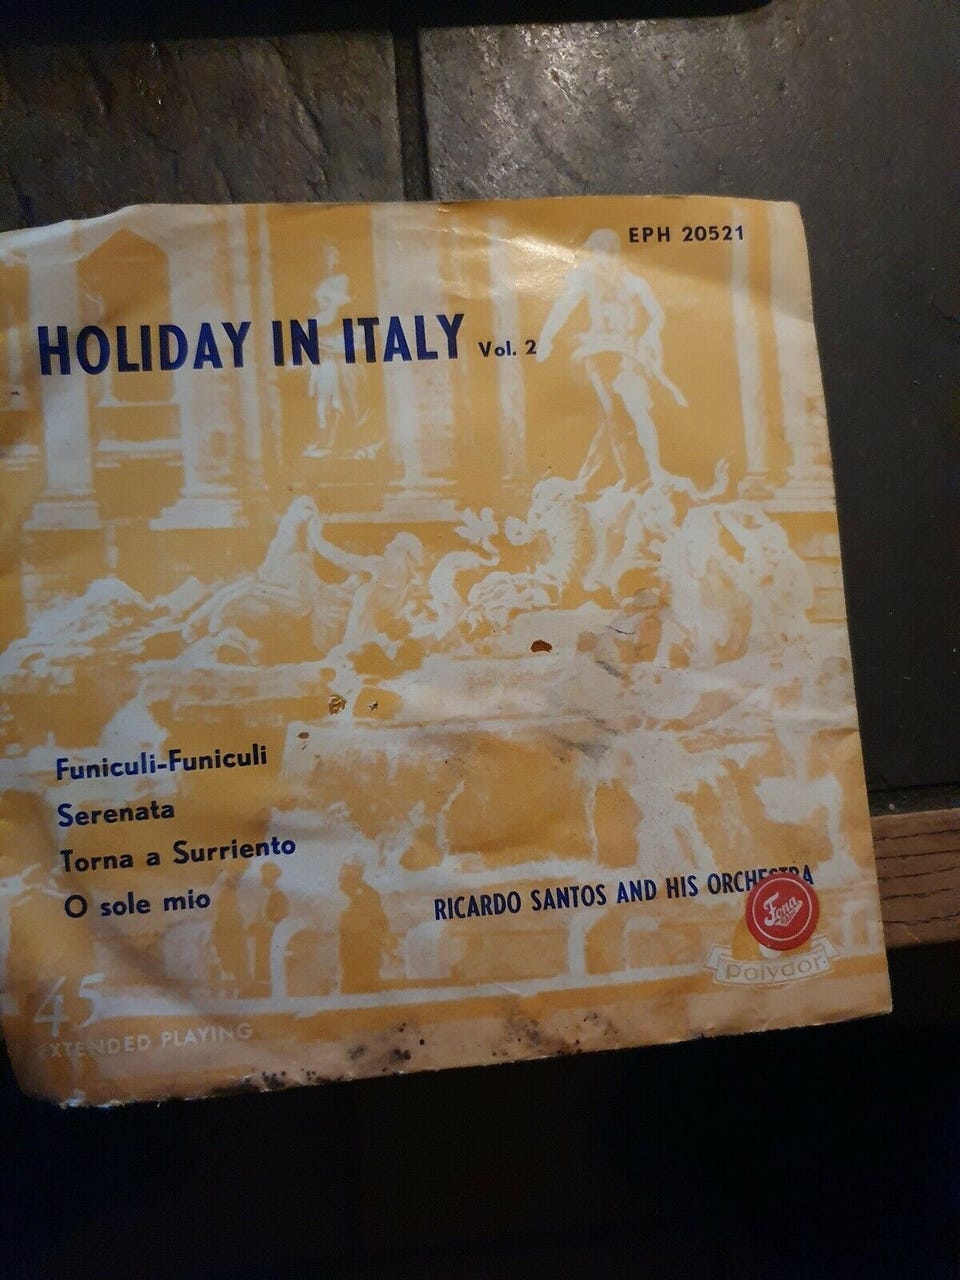 EPH 20521
HOLIDAY IN ITALY Vol. 2
Funiculi-Funiculi
Serenata
Torna a Surriento
O sole mio
RICARDO SANTOS AND HIS ORCHESTRA
Fona
Polydor
45
EXTENDED PLAYING